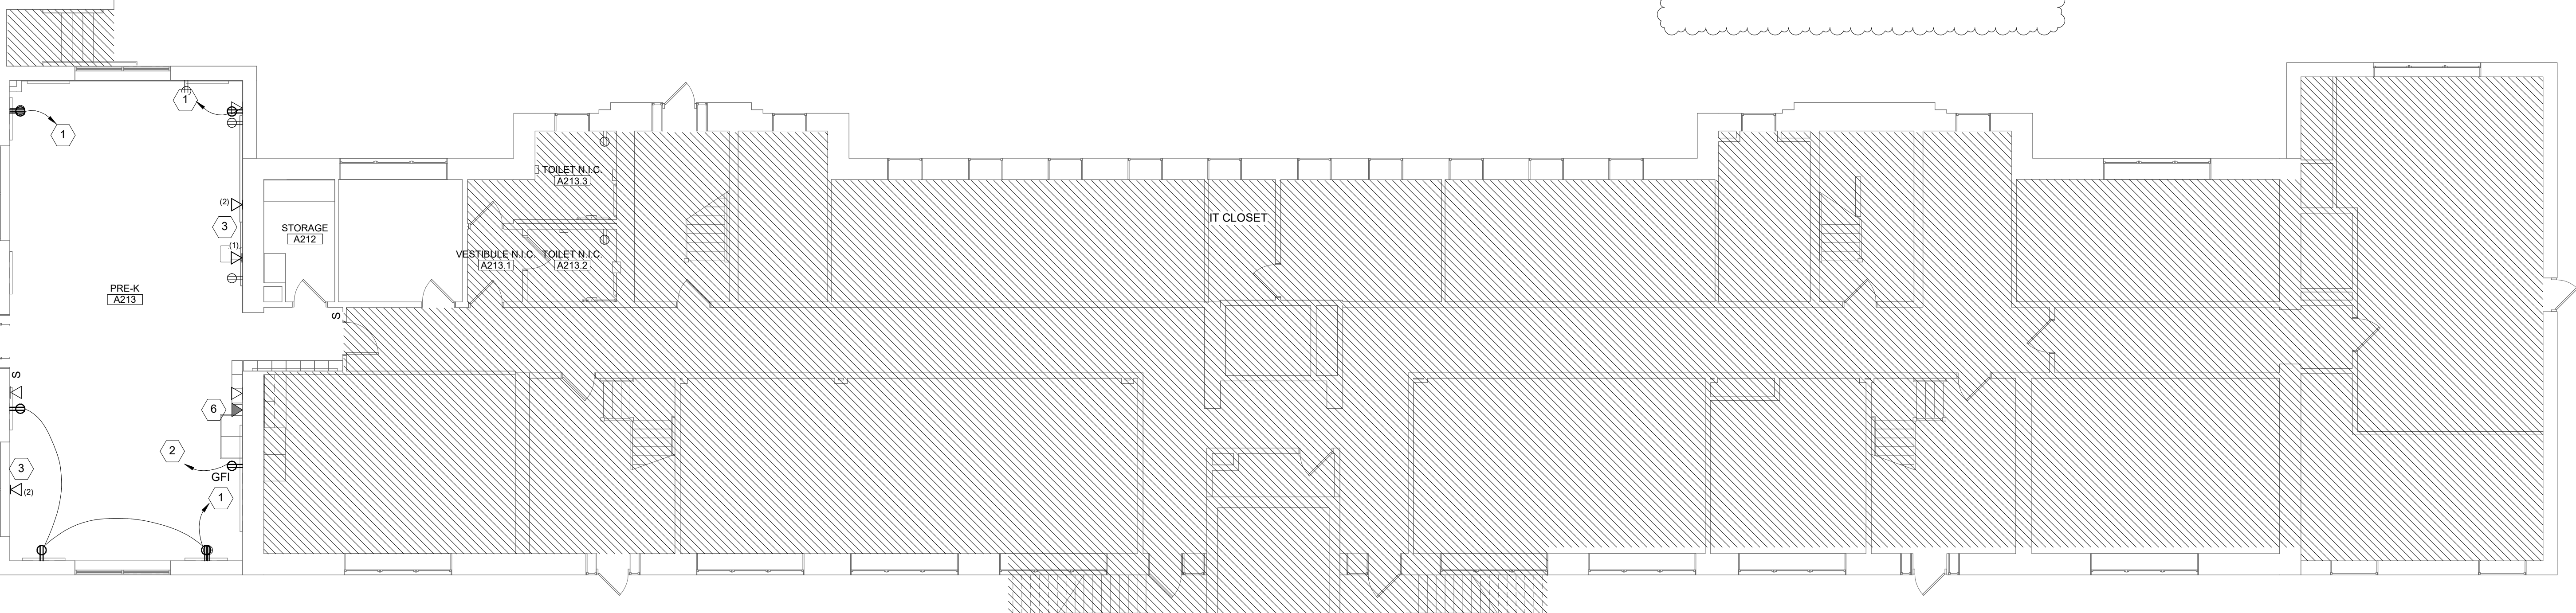 1
1
TOILET N.I.C.
A213.3
(2)
3
STORAGE
A212
IT CLOSET
(1)
VESTIBULE N.I.C.
A213.1
TOILET N.I.C.
A213.2
PRE-K
A213
S
S
6
2
3
GFI
(2)
1